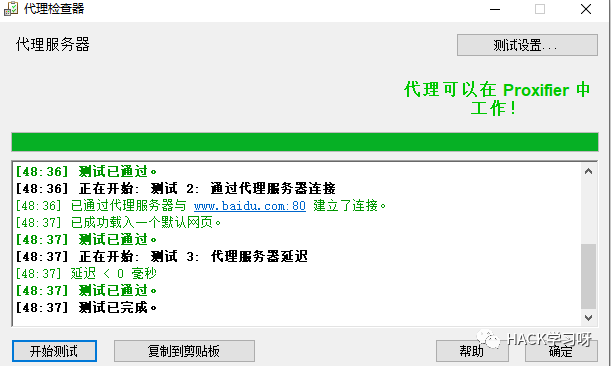 代理检查器
代理服务器
测试设置...
代理可以在 Proxifier 中
工作！
[48:36] 测试已通过。
[48:36] 正在开始: 测试 2: 通过代理服务器连接
[48:36] 已通过代理服务器与 www.baidu.com:80 建立了连接。
[48:37] 已成功载入一个默认网页。
[48:37] 测试已通过。
[48:37] 正在开始: 测试 3: 代理服务器延迟
[48:37] 延迟 < 0 毫秒
[48:37] 测试已通过。
[48:37] 测试已完成。
HACK学习呀
开始测试 复制到剪贴板 帮助 确定